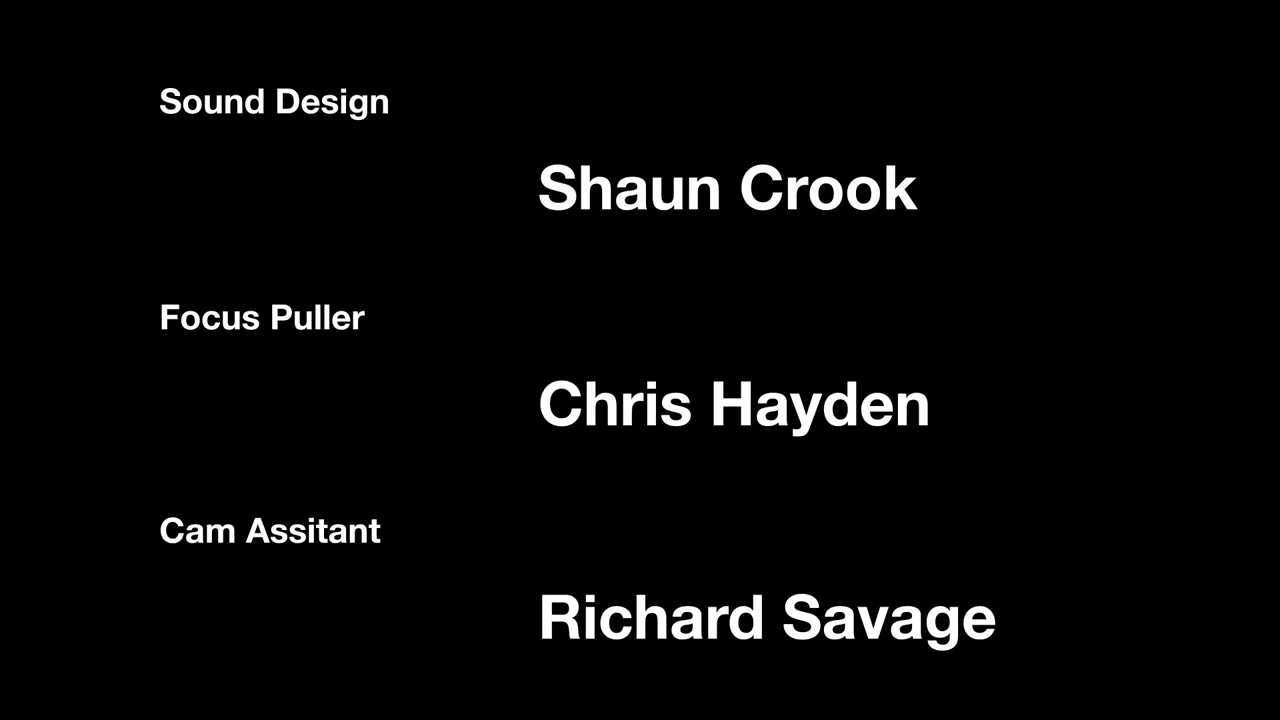 Sound Design
Shaun Crook
Focus Puller
Chris Hayden
Cam Assitant
Richard Savage